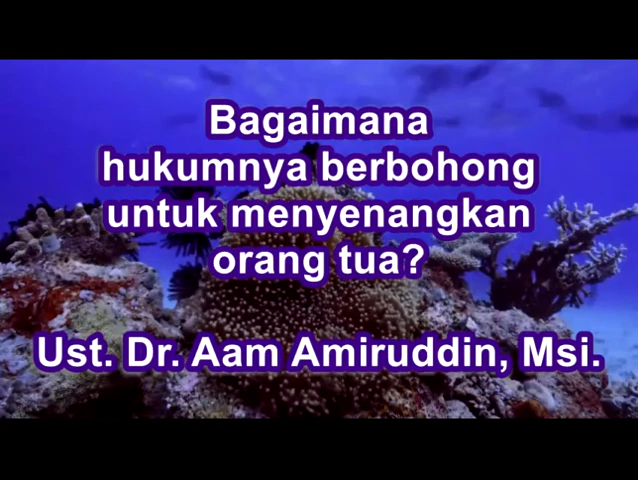 Bagaimana
hukumnya berbohong
untuk menyenangkan
orang tua?
Ust. Dr. Aam Amiruddin, Msi.